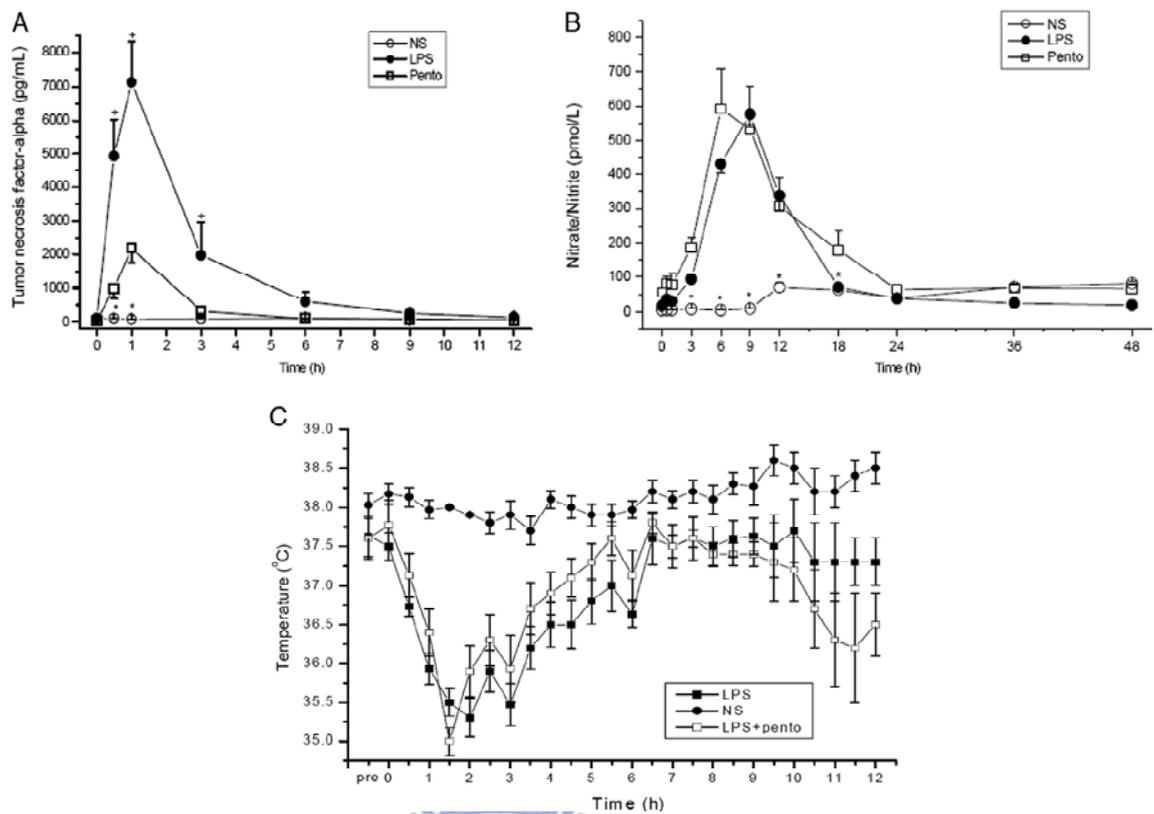 A
Tumor necrosis factor-alpha (pg/mL)
8000
7000
6000
5000
4000
3000
2000
1000
0
+
+
+
*
*
NS
LPS
Pento
0 1 2 3 4 5 6 7 8 9 10 11 12
Time (h)
B
Nitrate/Nitrite (pmol/L)
800
700
600
500
400
300
200
100
0
*
*
*
*
NS
LPS
Pento
0 3 6 9 12 18 24 36 48
Time (h)
C
Temperature (°C)
39.0
38.5
38.0
37.5
37.0
36.5
36.0
35.5
35.0
LPS
NS
LPS+pento
pre 0 1 2 3 4 5 6 7 8 9 10 11 12
Time (h)